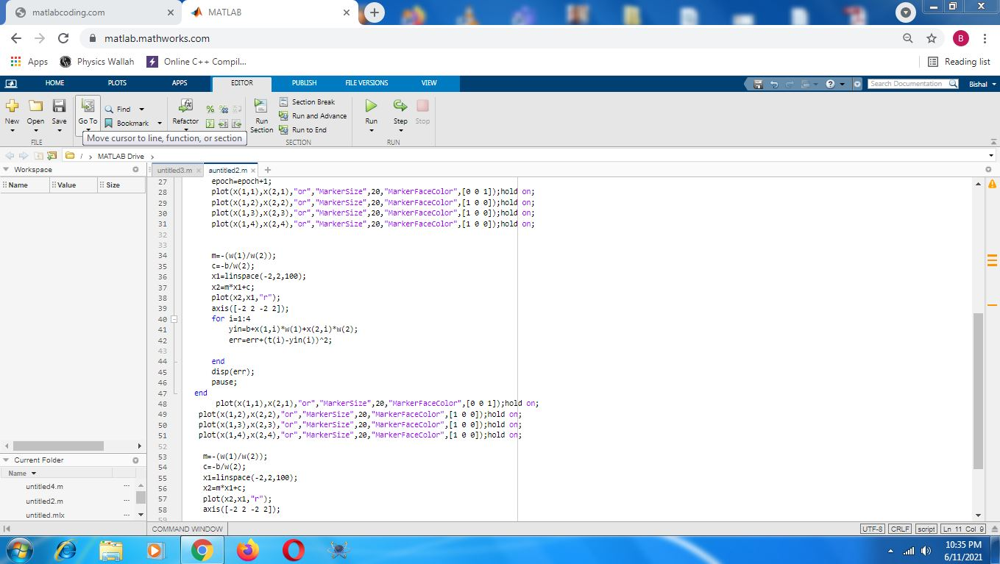 matlabcoding.com
MATLAB
matlab.mathworks.com
B
Apps
Physics Wallah
Online C++ Compil...
Reading list
HOME
PLOTS
APPS
EDITOR
PUBLISH
FILE VERSIONS
VIEW
Search Documentation
Bishal
New
Open
Save
FILE
Go To
Find
Bookmark
Refactor
Run Section
Section Break
Run and Advance
Run to End
SECTION
Run
Step
Stop
RUN
Move cursor to line, function, or section
/ › MATLAB Drive ›
Workspace
Name Value Size
untitled3.m
auntitled2.m
27 epoch=epoch+1;
28 plot(x(1,1),x(2,1),"or","MarkerSize",20,"MarkerFaceColor",[0 0 1]);hold on;
29 plot(x(1,2),x(2,2),"or","MarkerSize",20,"MarkerFaceColor",[1 0 0]);hold on;
30 plot(x(1,3),x(2,3),"or","MarkerSize",20,"MarkerFaceColor",[1 0 0]);hold on;
31 plot(x(1,4),x(2,4),"or","MarkerSize",20,"MarkerFaceColor",[1 0 0]);hold on;
32
33
34 m=-(w(1)/w(2));
35 c=-b/w(2);
36 x1=linspace(-2,2,100);
37 x2=m*x1+c;
38 plot(x2,x1,"r");
39 axis([-2 2 -2 2]);
40 for i=1:4
41 yin=b+x(1,i)*w(1)+x(2,i)*w(2);
42 err=err+(t(i)-yin(i))^2;
43
44 end
45 disp(err);
46 pause;
47 end
48 plot(x(1,1),x(2,1),"or","MarkerSize",20,"MarkerFaceColor",[0 0 1]);hold on;
49 plot(x(1,2),x(2,2),"or","MarkerSize",20,"MarkerFaceColor",[1 0 0]);hold on;
50 plot(x(1,3),x(2,3),"or","MarkerSize",20,"MarkerFaceColor",[1 0 0]);hold on;
51 plot(x(1,4),x(2,4),"or","MarkerSize",20,"MarkerFaceColor",[1 0 0]);hold on;
52
53 m=-(w(1)/w(2));
54 c=-b/w(2);
55 x1=linspace(-2,2,100);
56 x2=m*x1+c;
57 plot(x2,x1,"r");
58 axis([-2 2 -2 2]);
59
Current Folder
Name
untitled4.m ...
untitled2.m ...
untitled.mlx ...
COMMAND WINDOW
UTF-8 CRLF script Ln 11 Col 9
10:35 PM
6/11/2021